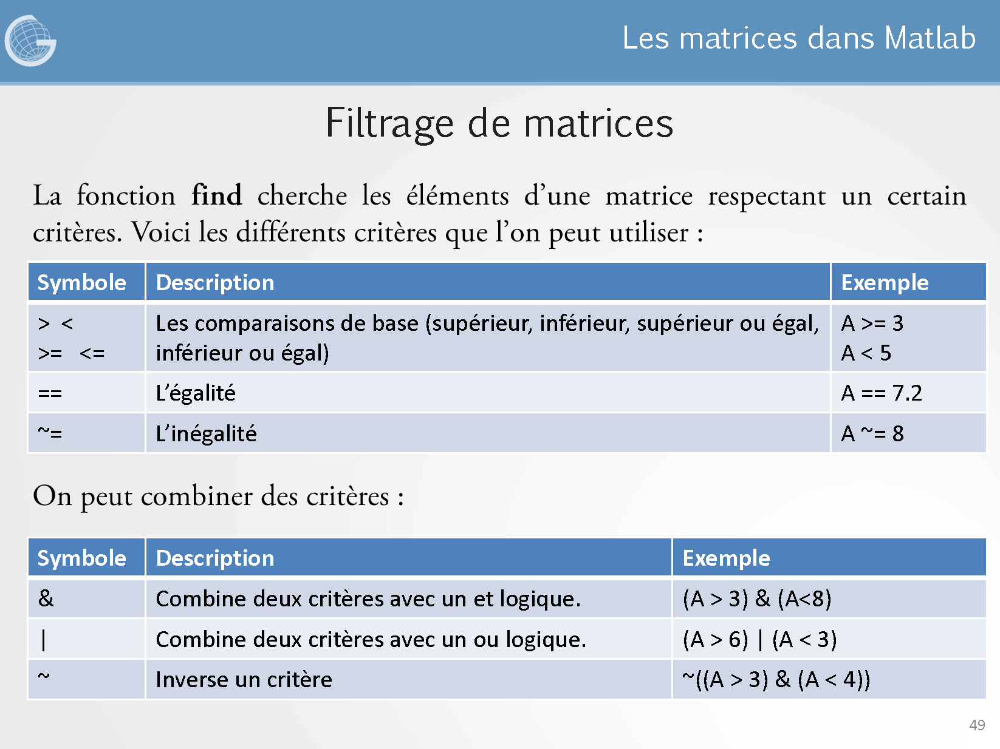 Les matrices dans Matlab
Filtrage de matrices
La fonction find cherche les éléments d’une matrice respectant un certain
critères. Voici les différents critères que l’on peut utiliser :
Symbole Description Exemple
> < Les comparaisons de base (supérieur, inférieur, supérieur ou égal, A >= 3
>= <= inférieur ou égal) A < 5
== L’égalité A == 7.2
~= L’inégalité A ~= 8
On peut combiner des critères :
Symbole Description Exemple
& Combine deux critères avec un et logique. (A > 3) & (A<8)
| Combine deux critères avec un ou logique. (A > 6) | (A < 3)
~ Inverse un critère ~((A > 3) & (A < 4))
49